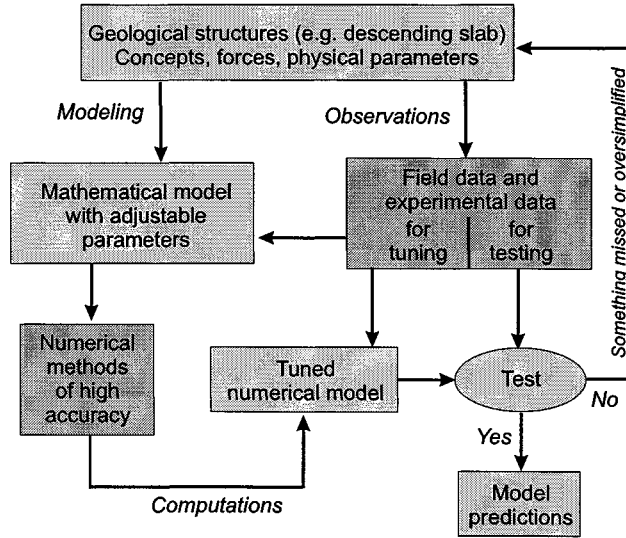 Geological structures (e.g. descending slab)
Concepts, forces, physical parameters
Modeling
Observations
Something missed or oversimplified
Mathematical model
with adjustable
parameters
Field data and
experimental data
for
tuning
for
testing
Numerical
methods
of high
accuracy
Tuned
numerical model
Test
No
Yes
Computations
Model
predictions